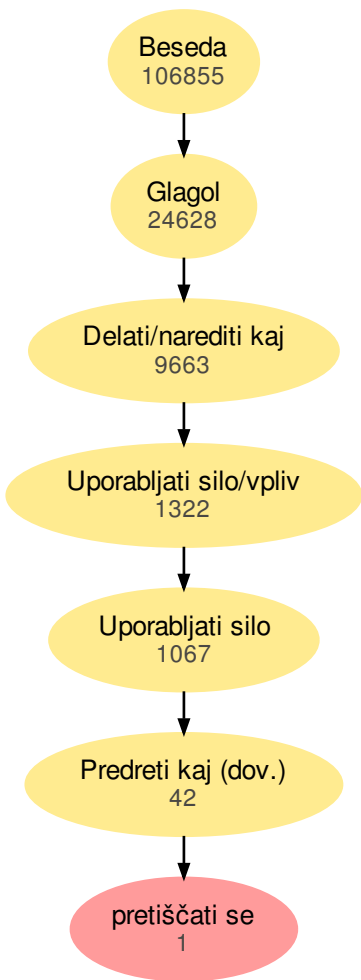 Beseda
106855
Glagol
24628
Delati/narediti kaj
9663
Uporabljati silo/vpliv
1322
Uporabljati silo
1067
Predreti kaj (dov.)
42
pretiščati se
1